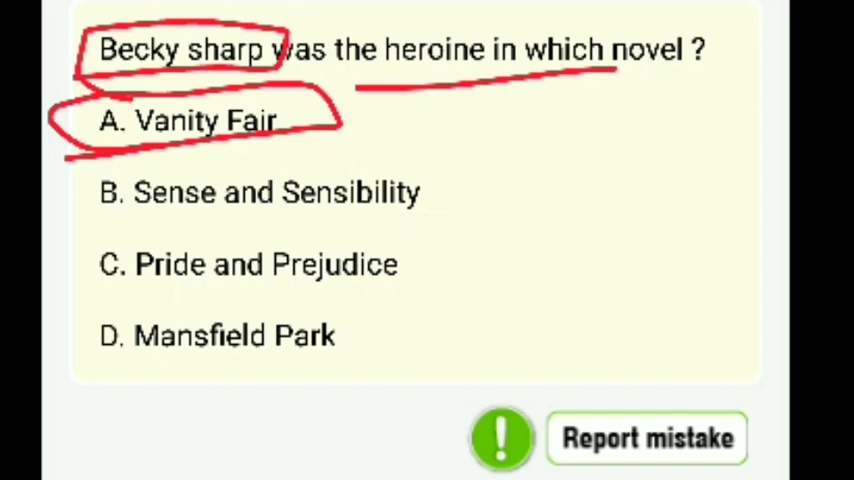 Becky sharp was the heroine in which novel ?
A. Vanity Fair
B. Sense and Sensibility
C. Pride and Prejudice
D. Mansfield Park
! Report mistake